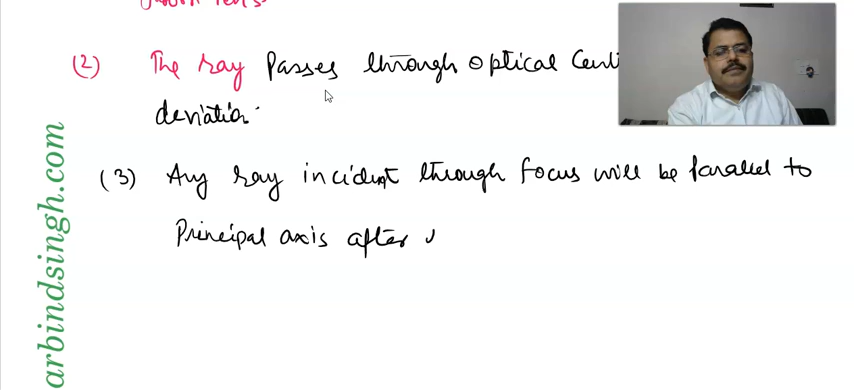 (2) The ray Passes through optical
deviation.
(3) Any ray incident through focus will be parallel to
Principal axis after
arbindsingh.com